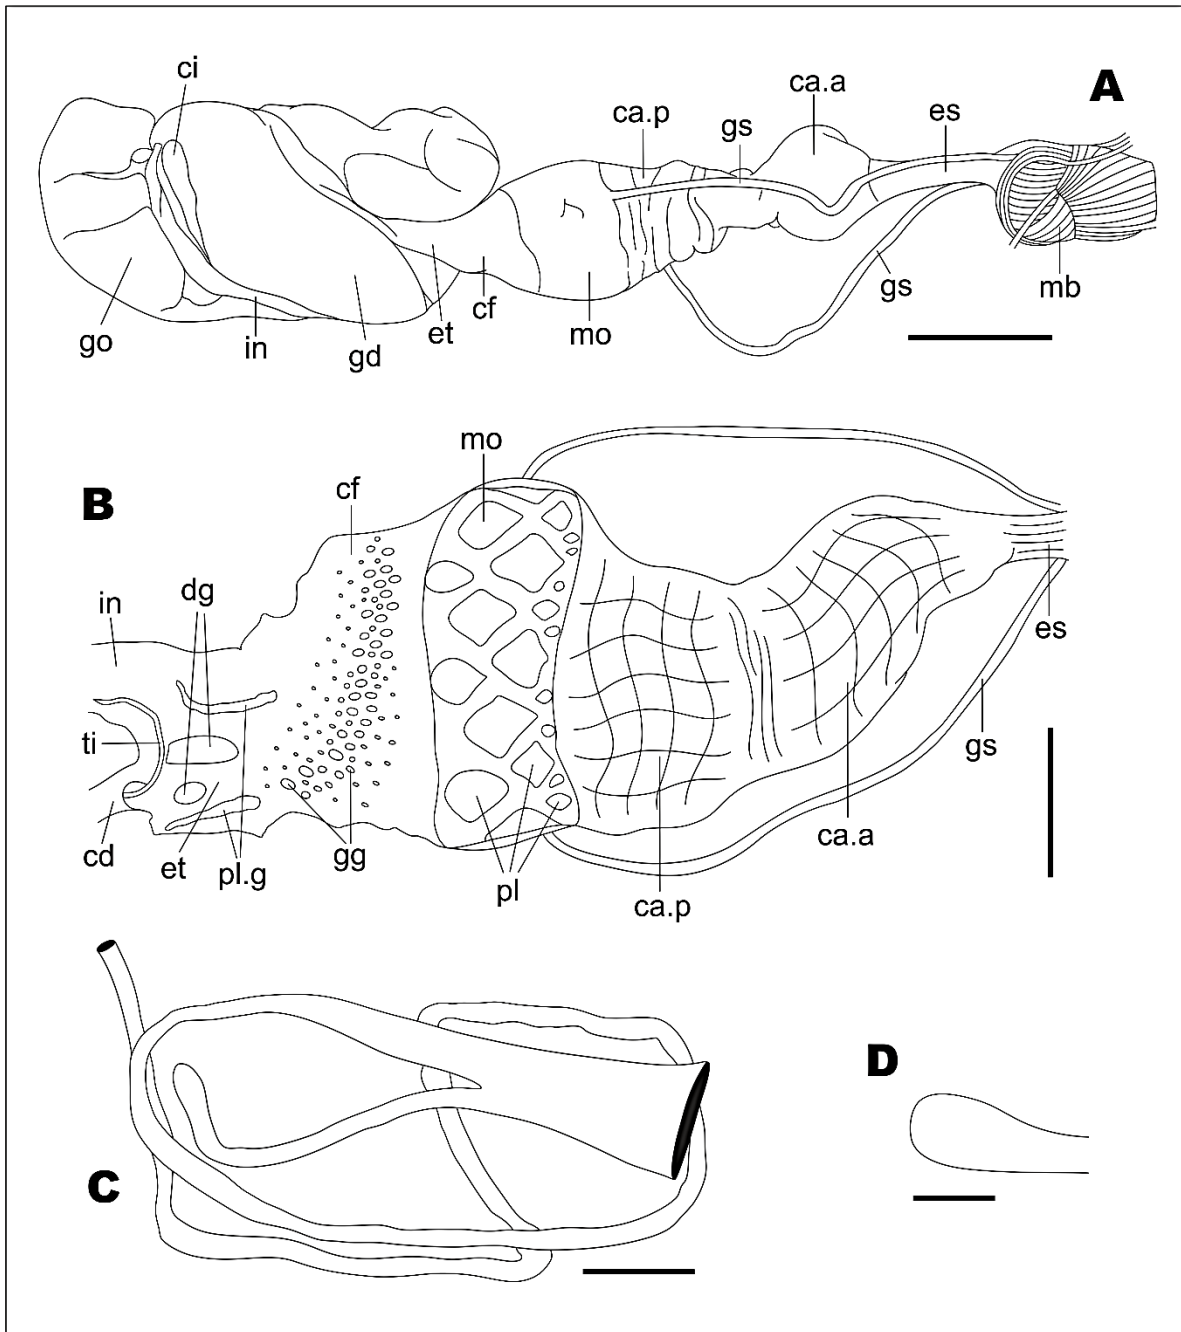 ci
ca.p
gs
ca.a
es
A
go
in
gd
et
cf
mo
gs
mb
B
mo
cf
dg
in
ti
cd
et
pl.g
gg
pl
ca.p
ca.a
gs
es
C
D